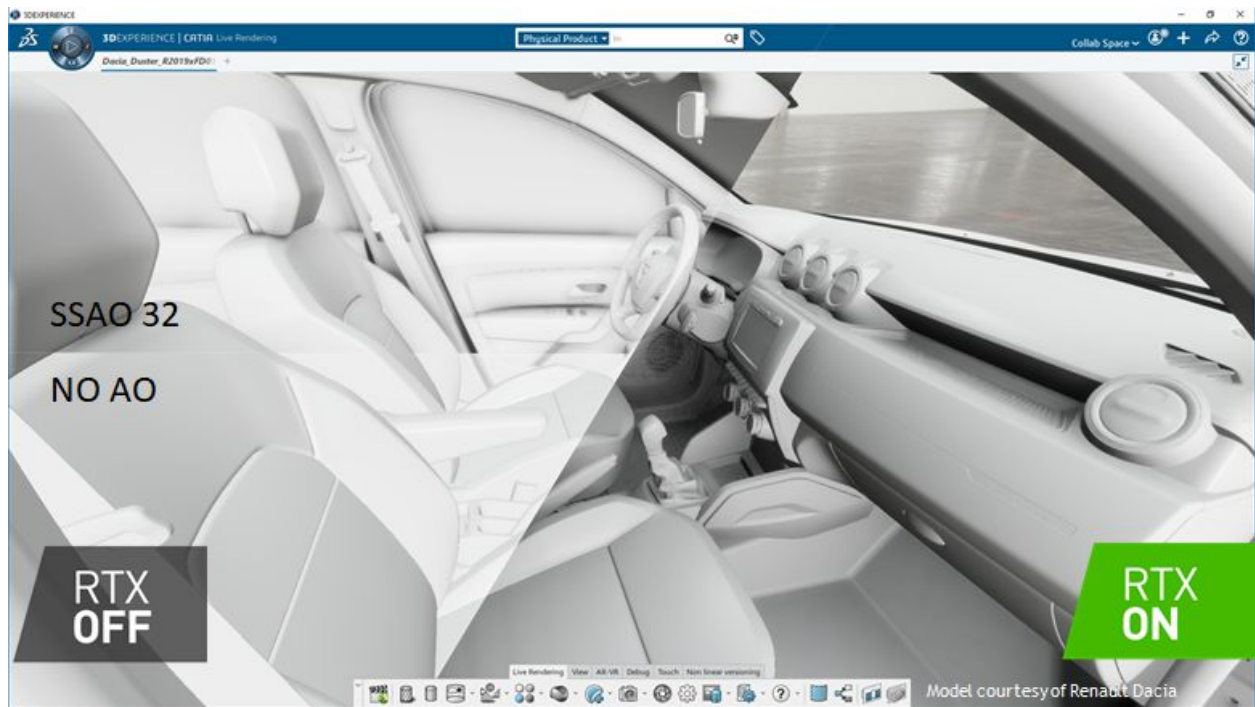 3DEXPERIENCE
3DEXPERIENCE | CATIA Live Rendering
Physical Product
Collab Space
SSAO 32
NO AO
RTX
OFF
RTX
ON
Live Rendering View AR-VR Debug Touch Non linear versioning
Model courtesy of Renault Dacia